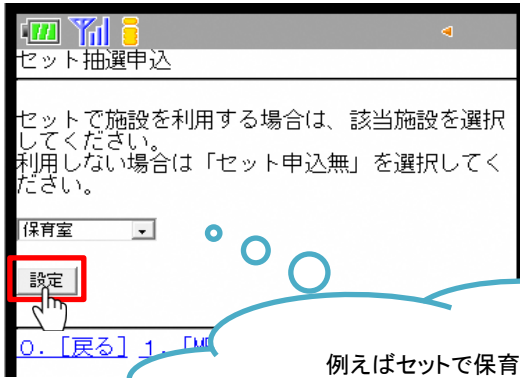 セット抽選申込
セットで施設を利用する場合は、該当施設を選択
してください。
利用しない場合は「セット申込無」を選択してく
ださい。
保育室
設定
0.［戻る］ 1.［M
例えばセットで保育